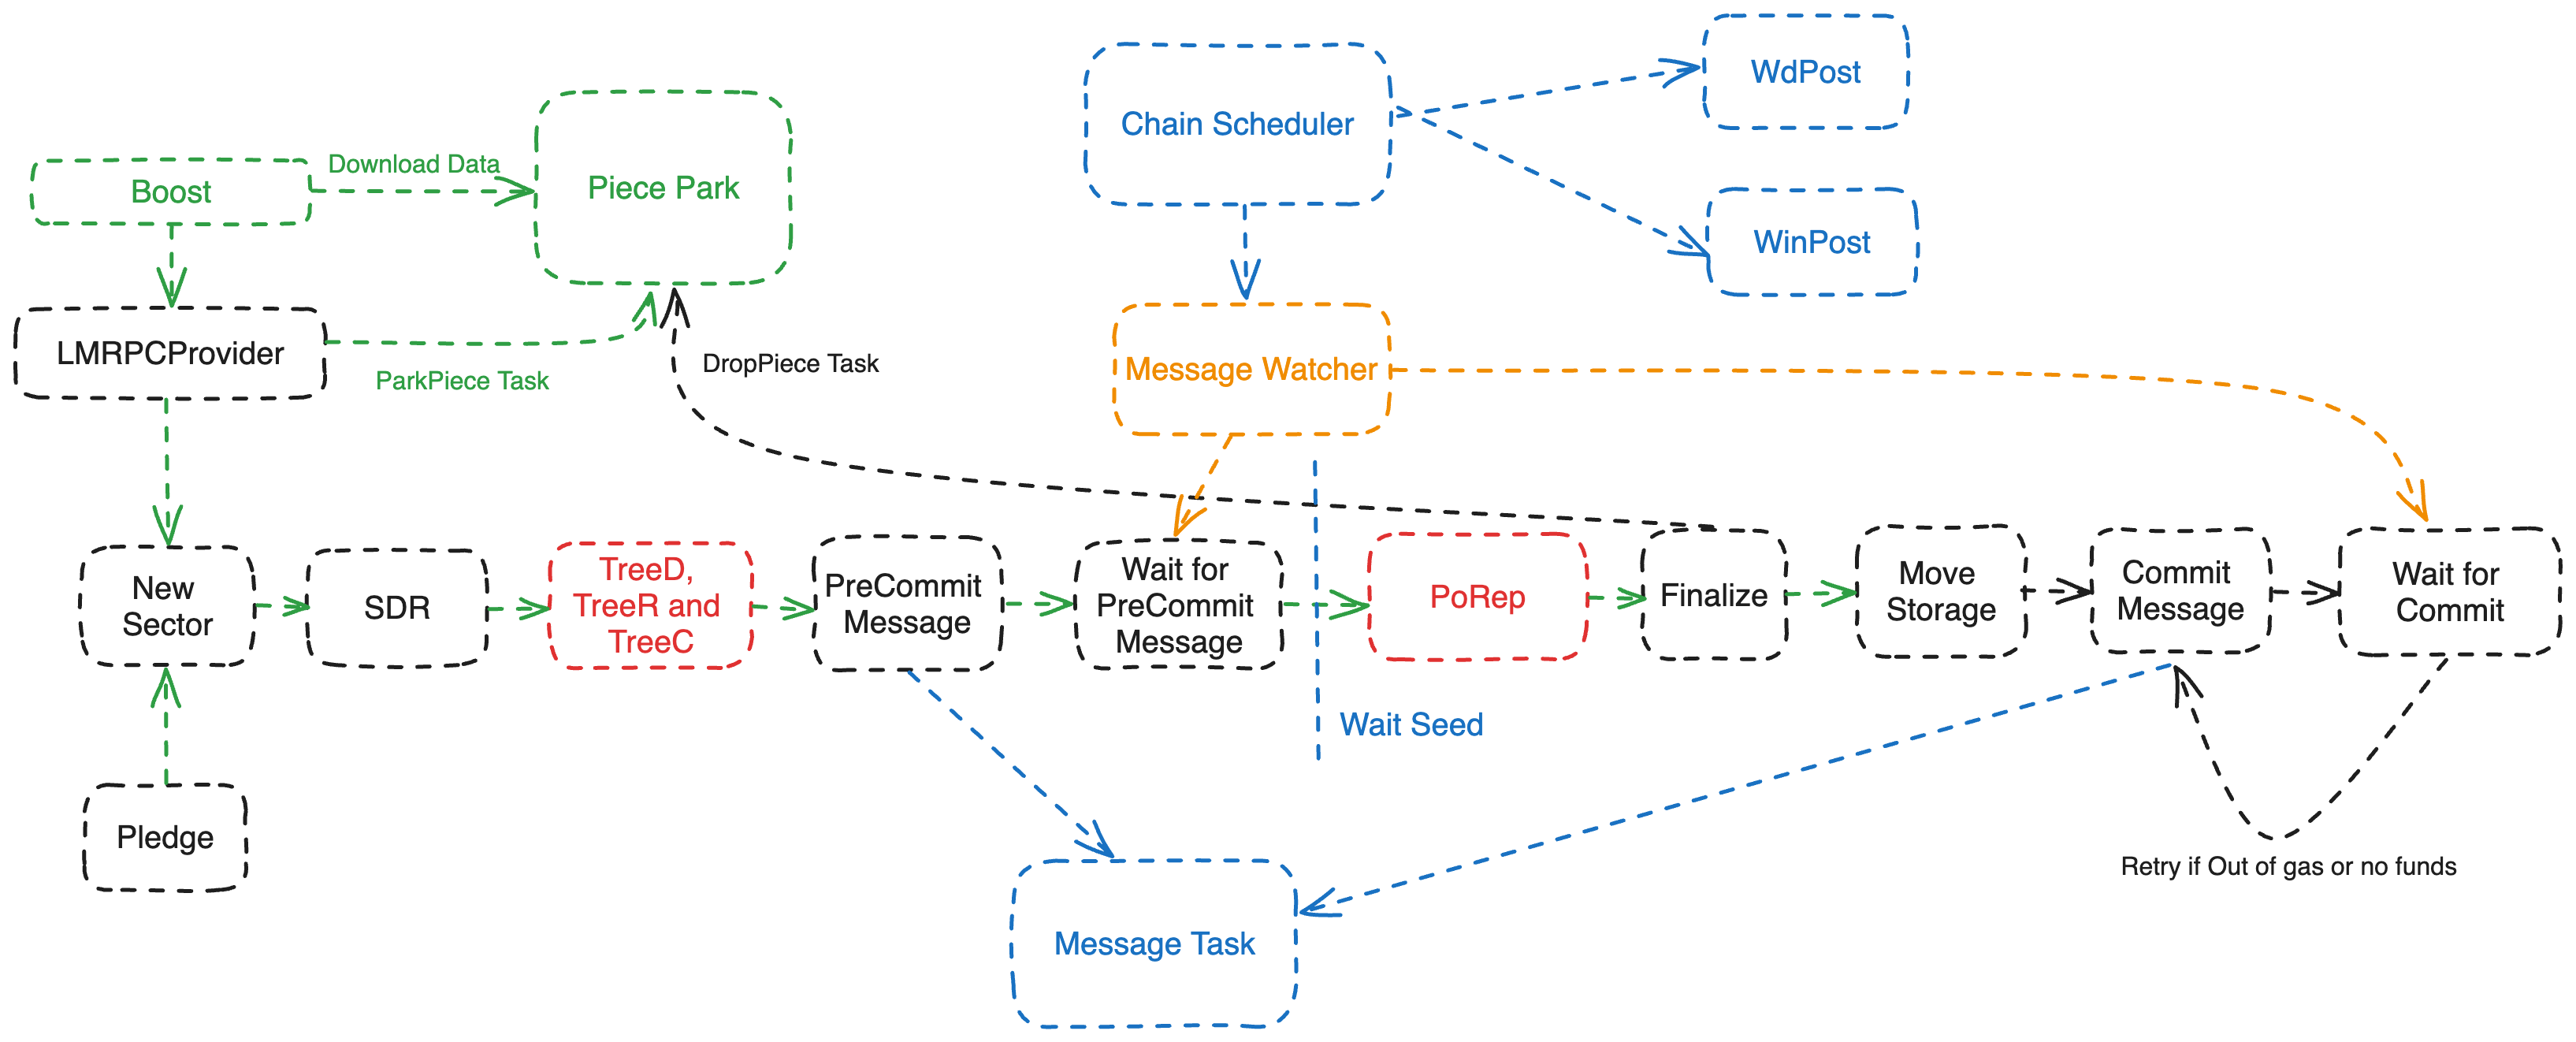 WdPost
Chain Scheduler
Download Data
Boost
Piece Park
WinPost
LMRPCProvider
ParkPiece Task
DropPiece Task
Message Watcher
New
Sector
SDR
TreeD,
TreeR and
TreeC
PreCommit
Message
Wait for
PreCommit
Message
PoRep
Finalize
Move
Storage
Commit
Message
Wait for
Commit
Wait Seed
Pledge
Retry if Out of gas or no funds
Message Task